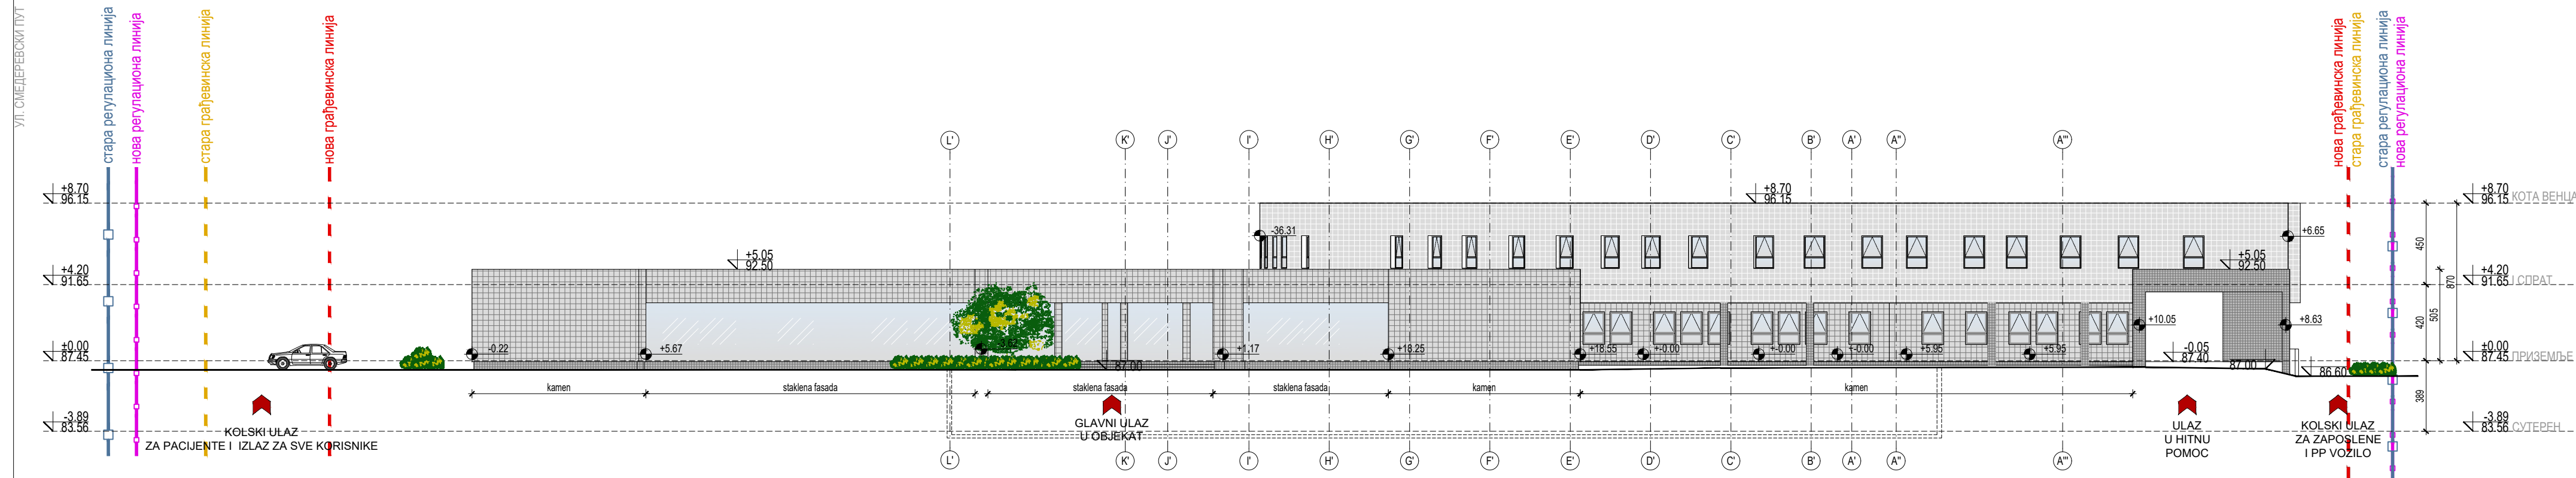 УЛ. СМЕДЕРЕВСКИ ПУТ
стара регулациона линија
нова регулациона линија
стара грађевинска линија
нова грађевинска линија
нова грађевинска линија
стара грађевинска линија
стара регулациона линија
нова регулациона линија
L' K' J' I' H' G' F' E' D' C' B' A' A'' A'''
+8.70
96.15
+8.70
96.15
+8.70
96.15 КОТА ВЕНЦА
-36.31
+6.65
+5.05
92.50
+5.05
92.50
+4.20
91.65
+4.20
91.65 I СПРАТ
450
870
505
420
389
+10.05
+8.63
±0.00
87.45
-0.22
+5.67
-3.62
+1.17
+18.25
+18.55
+-0.00
+-0.00
+-0.00
+5.95
+5.95
-0.05
87.40
±0.00
87.45 ПРИЗЕМЉЕ
87.00
87.00
86.60
kamen
staklena fasada
staklena fasada
staklena fasada
kamen
kamen
-3.89
83.56
-3.89
83.56 СУТЕРЕН
KOLSKI ULAZ
ZA PACIJENTE I IZLAZ ZA SVE KORISNIKE
GLAVNI ULAZ
U OBJEKAT
ULAZ
U HITNU
POMOC
KOLSKI ULAZ
ZA ZAPOSLENE
I PP VOZILO
L' K' J' I' H' G' F' E' D' C' B' A' A'' A'''